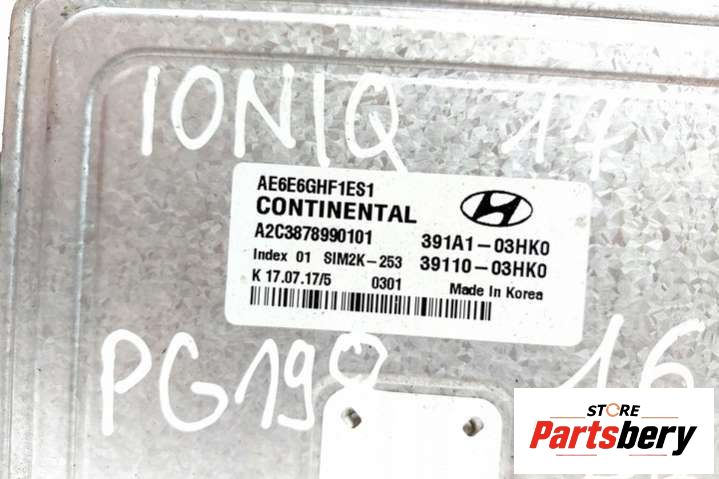 IONIQ 17
AE6E6GHF1ES1
CONTINENTAL
A2C3878990101 391A1-03HK0
Index 01 SIM2K-253 39110-03HK0
K 17.07.17/5 0301 Made In Korea
PG190 16
STORE
Partsbery